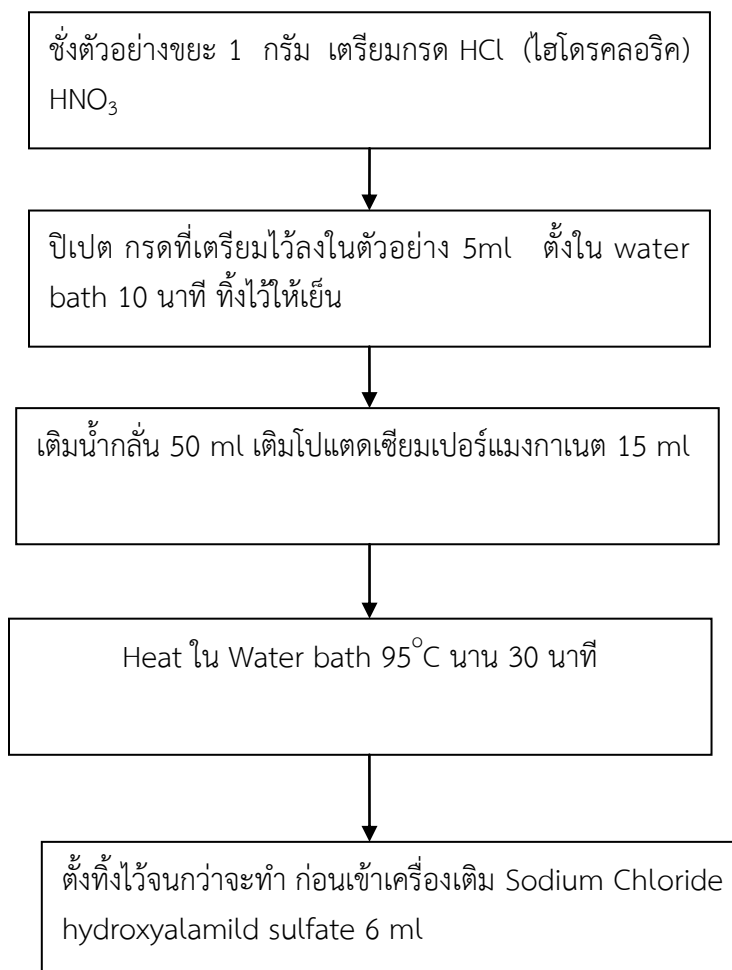 ชั่งตัวอย่างขยะ 1 กรัม เตรียมกรด HCl (ไฮโดรคลอริค)
HNO₃
ปิเปต กรดที่เตรียมไว้ลงในตัวอย่าง 5ml ตั้งใน water
bath 10 นาที ทิ้งไว้ให้เย็น
เติมน้ำกลั่น 50 ml เติมโปแตดเซียมเปอร์แมงกาเนต 15 ml
Heat ใน Water bath 95°C นาน 30 นาที
ตั้งทิ้งไว้จนกว่าจะทำ ก่อนเข้าเครื่องเติม Sodium Chloride
hydroxyalamild sulfate 6 ml